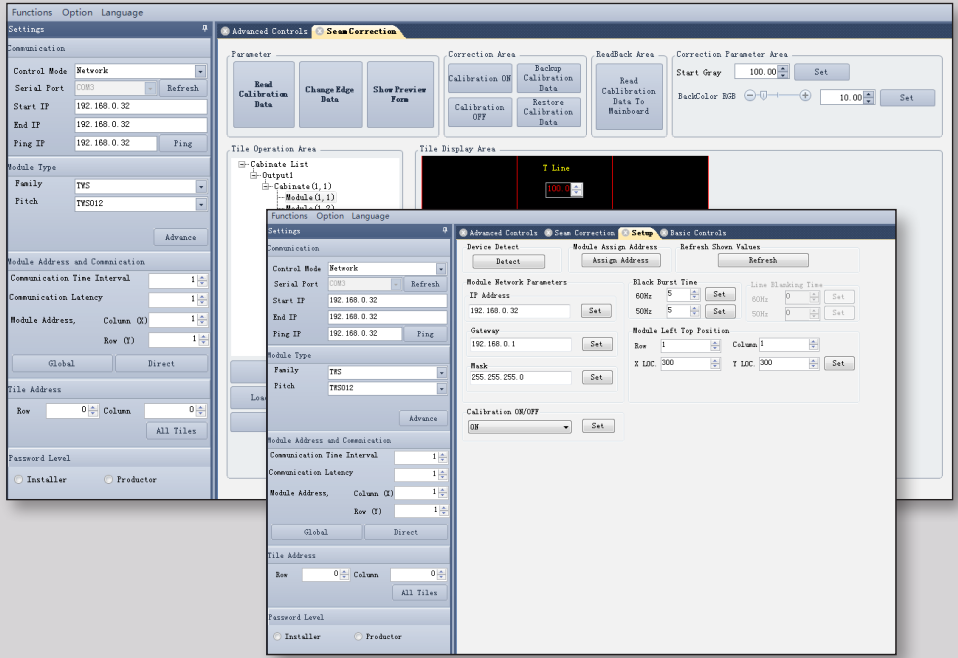 Functions Option Language
Settings
Communication
Control Mode Network
Serial Port COM3 Refresh
Start IP 192.168.0.32
End IP 192.168.0.32
Ping IP 192.168.0.32 Ping
Module Type
Family TWS
Pitch TWS012
Advance
Module Address and Commnication
Communication Time Interval 1
Communication Latency 1
Module Address, Column (X) 1
Row (Y) 1
Global Direct
Tile Address
Row 0 Column 0
All Tiles
Password Level
Installer Productor
Advanced Controls Seam Correction
Parameter
Read Calibration Data
Change Edge Data
Show Preview Form
Correction Area
Calibration ON
Backup Calibration Data
Calibration OFF
Restore Calibration Data
ReadBack Area
Read Cablibration Data To Mainboard
Correction Parameter Area
Start Gray 100.00 Set
BackColor RGB 10.00 Set
Tile Operation Area
Cabinate List
Output1
Cabinate(1,1)
Module(1,1)
Module(1,2)
Loa
Tile Display Area
T Line
100.0
Functions Option Language
Settings
Communication
Control Mode Network
Serial Port COM3 Refresh
Start IP 192.168.0.32
End IP 192.168.0.32
Ping IP 192.168.0.32 Ping
Module Type
Family TWS
Pitch TWS012
Advance
Module Address and Commnication
Communication Time Interval 1
Communication Latency 1
Module Address, Column (X) 1
Row (Y) 1
Global Direct
Tile Address
Row 0 Column 0
All Tiles
Password Level
Installer Productor
Advanced Controls Seam Correction Setup Basic Controls
Device Detect
Detect
Module Assign Address
Assign Address
Refresh Shown Values
Refresh
Module Network Parameters
IP Address
192.168.0.32 Set
Gateway
192.168.0.1 Set
Mask
255.255.255.0 Set
Black Burst Time
60Hz 5 Set
50Hz 5 Set
Line Blanking Time
60Hz 0 Set
50Hz 0 Set
Module Left Top Position
Row 1 Column 1
X LOC. 300 Y LOC. 300 Set
Calibration ON/OFF
ON Set